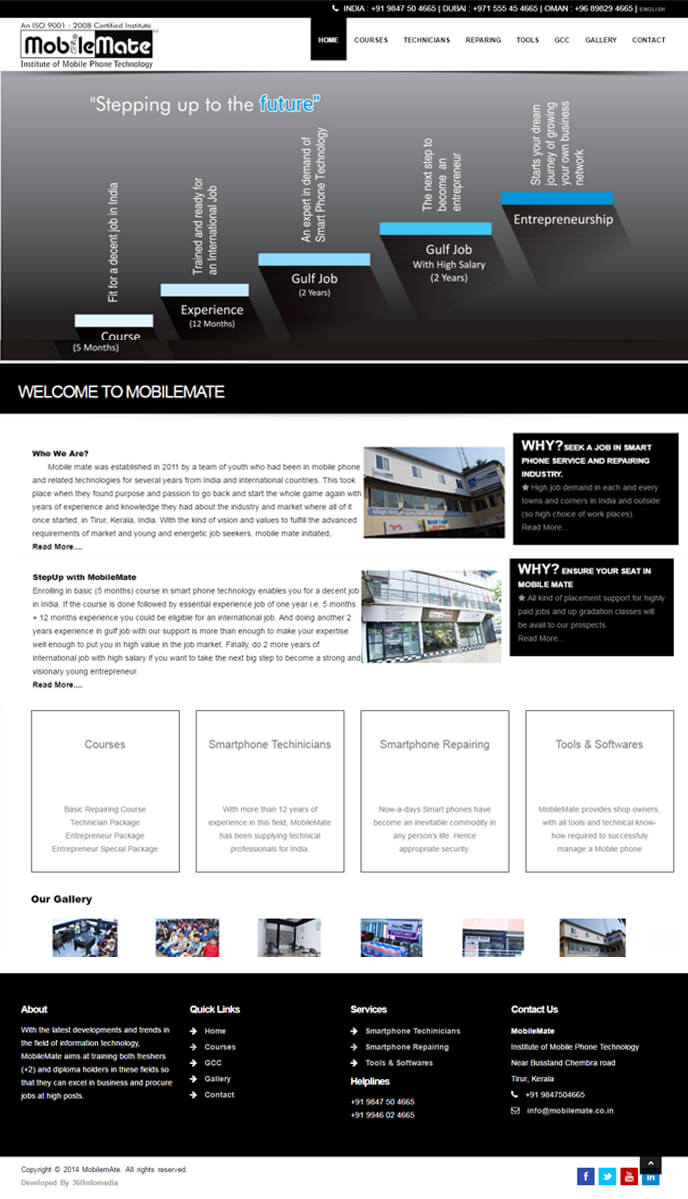 INDIA : +91 9847 50 4665 | DUBAI : +971 555 45 4665 | OMAN : +96 89829 4665 | ENGLISH
An ISO 9001 : 2008 Certified Institute
MobileMate
Institute of Mobile Phone Technology
HOME COURSES TECHNICIANS REPARING TOOLS GCC GALLERY CONTACT
"Stepping up to the future"
Fit for a decent job in India
Course
(5 Months)
Trained and ready for
an International Job
Experience
(12 Months)
An expert in demand of
Smart Phone Technology
Gulf Job
(2 Years)
The next step to
become an
entrepreneur
Gulf Job
With High Salary
(2 Years)
Starts your dream
journey of growing
your own business
network
Entrepreneurship
WELCOME TO MOBILEMATE
Who We Are?
Mobile mate was established in 2011 by a team of youth who had been in mobile phone
and related technologies for several years from India and international countries. This took
place when they found purpose and passion to go back and start the whole game again with
years of experience and knowledge they had about the industry and market where all of it
once started, in Tirur, Kerala, India. With the kind of vision and values to fulfill the advanced
requirements of market and young and energetic job seekers, mobile mate initiated,
Read More....
WHY? SEEK A JOB IN SMART
PHONE SERVICE AND REPAIRING
INDUSTRY.
High job demand in each and every
towns and corners in India and outside
(so high choice of work places).
Read More...
StepUp with MobileMate
Enrolling in basic (5 months) course in smart phone technology enables you for a decent job
in India. If the course is done followed by essential experience job of one year i.e. 5 months
+ 12 months experience you could be eligible for an international job. And doing another 2
years experience in gulf job with our support is more than enough to make your expertise
well enough to put you in high value in the job market. Finally, do 2 more years of
international job with high salary if you want to take the next big step to become a strong and
visionary young entrepreneur.
Read More....
WHY? ENSURE YOUR SEAT IN
MOBILE MATE
All kind of placement support for highly
paid jobs and up gradation classes will
be avail to our prospects.
Read More...
Courses
Basic Repairing Course
Technician Package
Entrepreneur Package
Entrepreneur Special Package
Smartphone Techinicians
With more than 12 years of
experience in this field, MobileMate
has been supplying technical
professionals for India.
Smartphone Repairing
Now-a-days Smart phones have
become an inevitable commodity in
any person's life. Hence
appropriate security
Tools & Softwares
MobileMate provides shop owners,
with all tools and technical know-
how required to successfuly
manage a Mobile phone
Our Gallery
About
With the latest developments and trends in
the field of information technology,
MobileMate aims at training both freshers
(+2) and diploma holders in these fields so
that they can excel in business and procure
jobs at high posts.
Quick Links
Home
Courses
GCC
Gallery
Contact
Services
Smartphone Techinicians
Smartphone Repairing
Tools & Softwares
Helplines
+91 9847 50 4665
+91 9946 02 4665
Contact Us
MobileMate
Institute of Mobile Phone Technology
Near Busstand Chembra road
Tirur, Kerala
+91 9847504665
info@mobilemate.co.in
Copyright © 2014 MobilemAte. All rights reserved.
Developed By 360infomedia